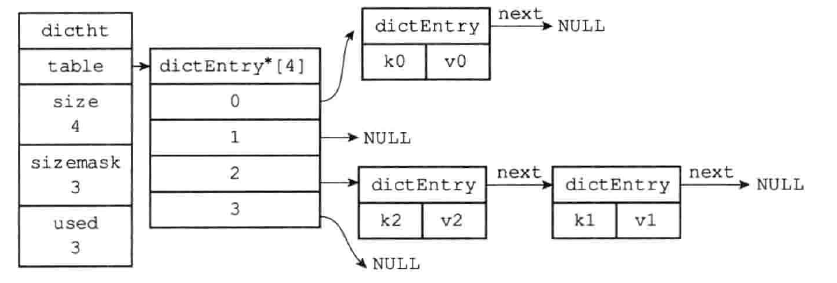 dictht
table
size
4
sizemask
3
used
3
dictEntry*[4]
0
1
2
3
dictEntry
k0 v0
next
NULL
NULL
dictEntry
k2 v2
next
dictEntry
k1 v1
next
NULL
NULL